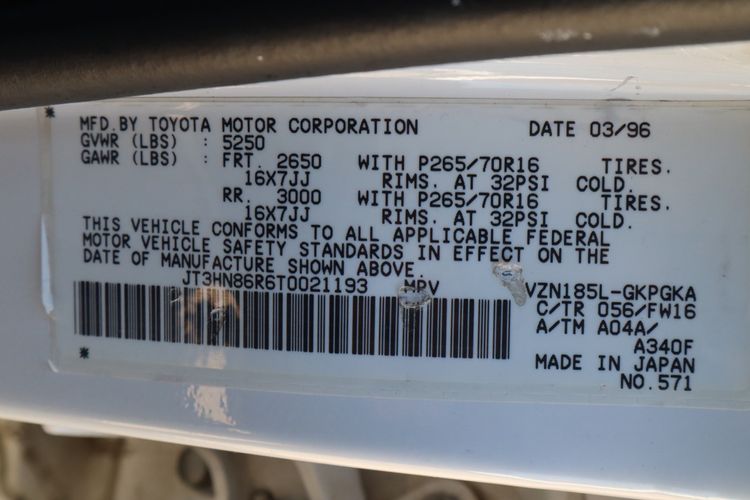 MFD.BY TOYOTA MOTOR CORPORATION DATE 03/96
GVWR (LBS) : 5250
GAWR (LBS) : FRT. 2650 WITH P265/70R16 TIRES.
16X7JJ RIMS. AT 32PSI COLD.
RR. 3000 WITH P265/70R16 TIRES.
16X7JJ RIMS. AT 32PSI COLD.
THIS VEHICLE CONFORMS TO ALL APPLICABLE FEDERAL
MOTOR VEHICLE SAFETY STANDARDS IN EFFECT ON THE
DATE OF MANUFACTURE SHOWN ABOVE.
JT3HN86R6T0021193 MPV VZN185L-GKPGKA
C/TR 056/FW16
A/TM A04A/
A340F
MADE IN JAPAN
NO.571